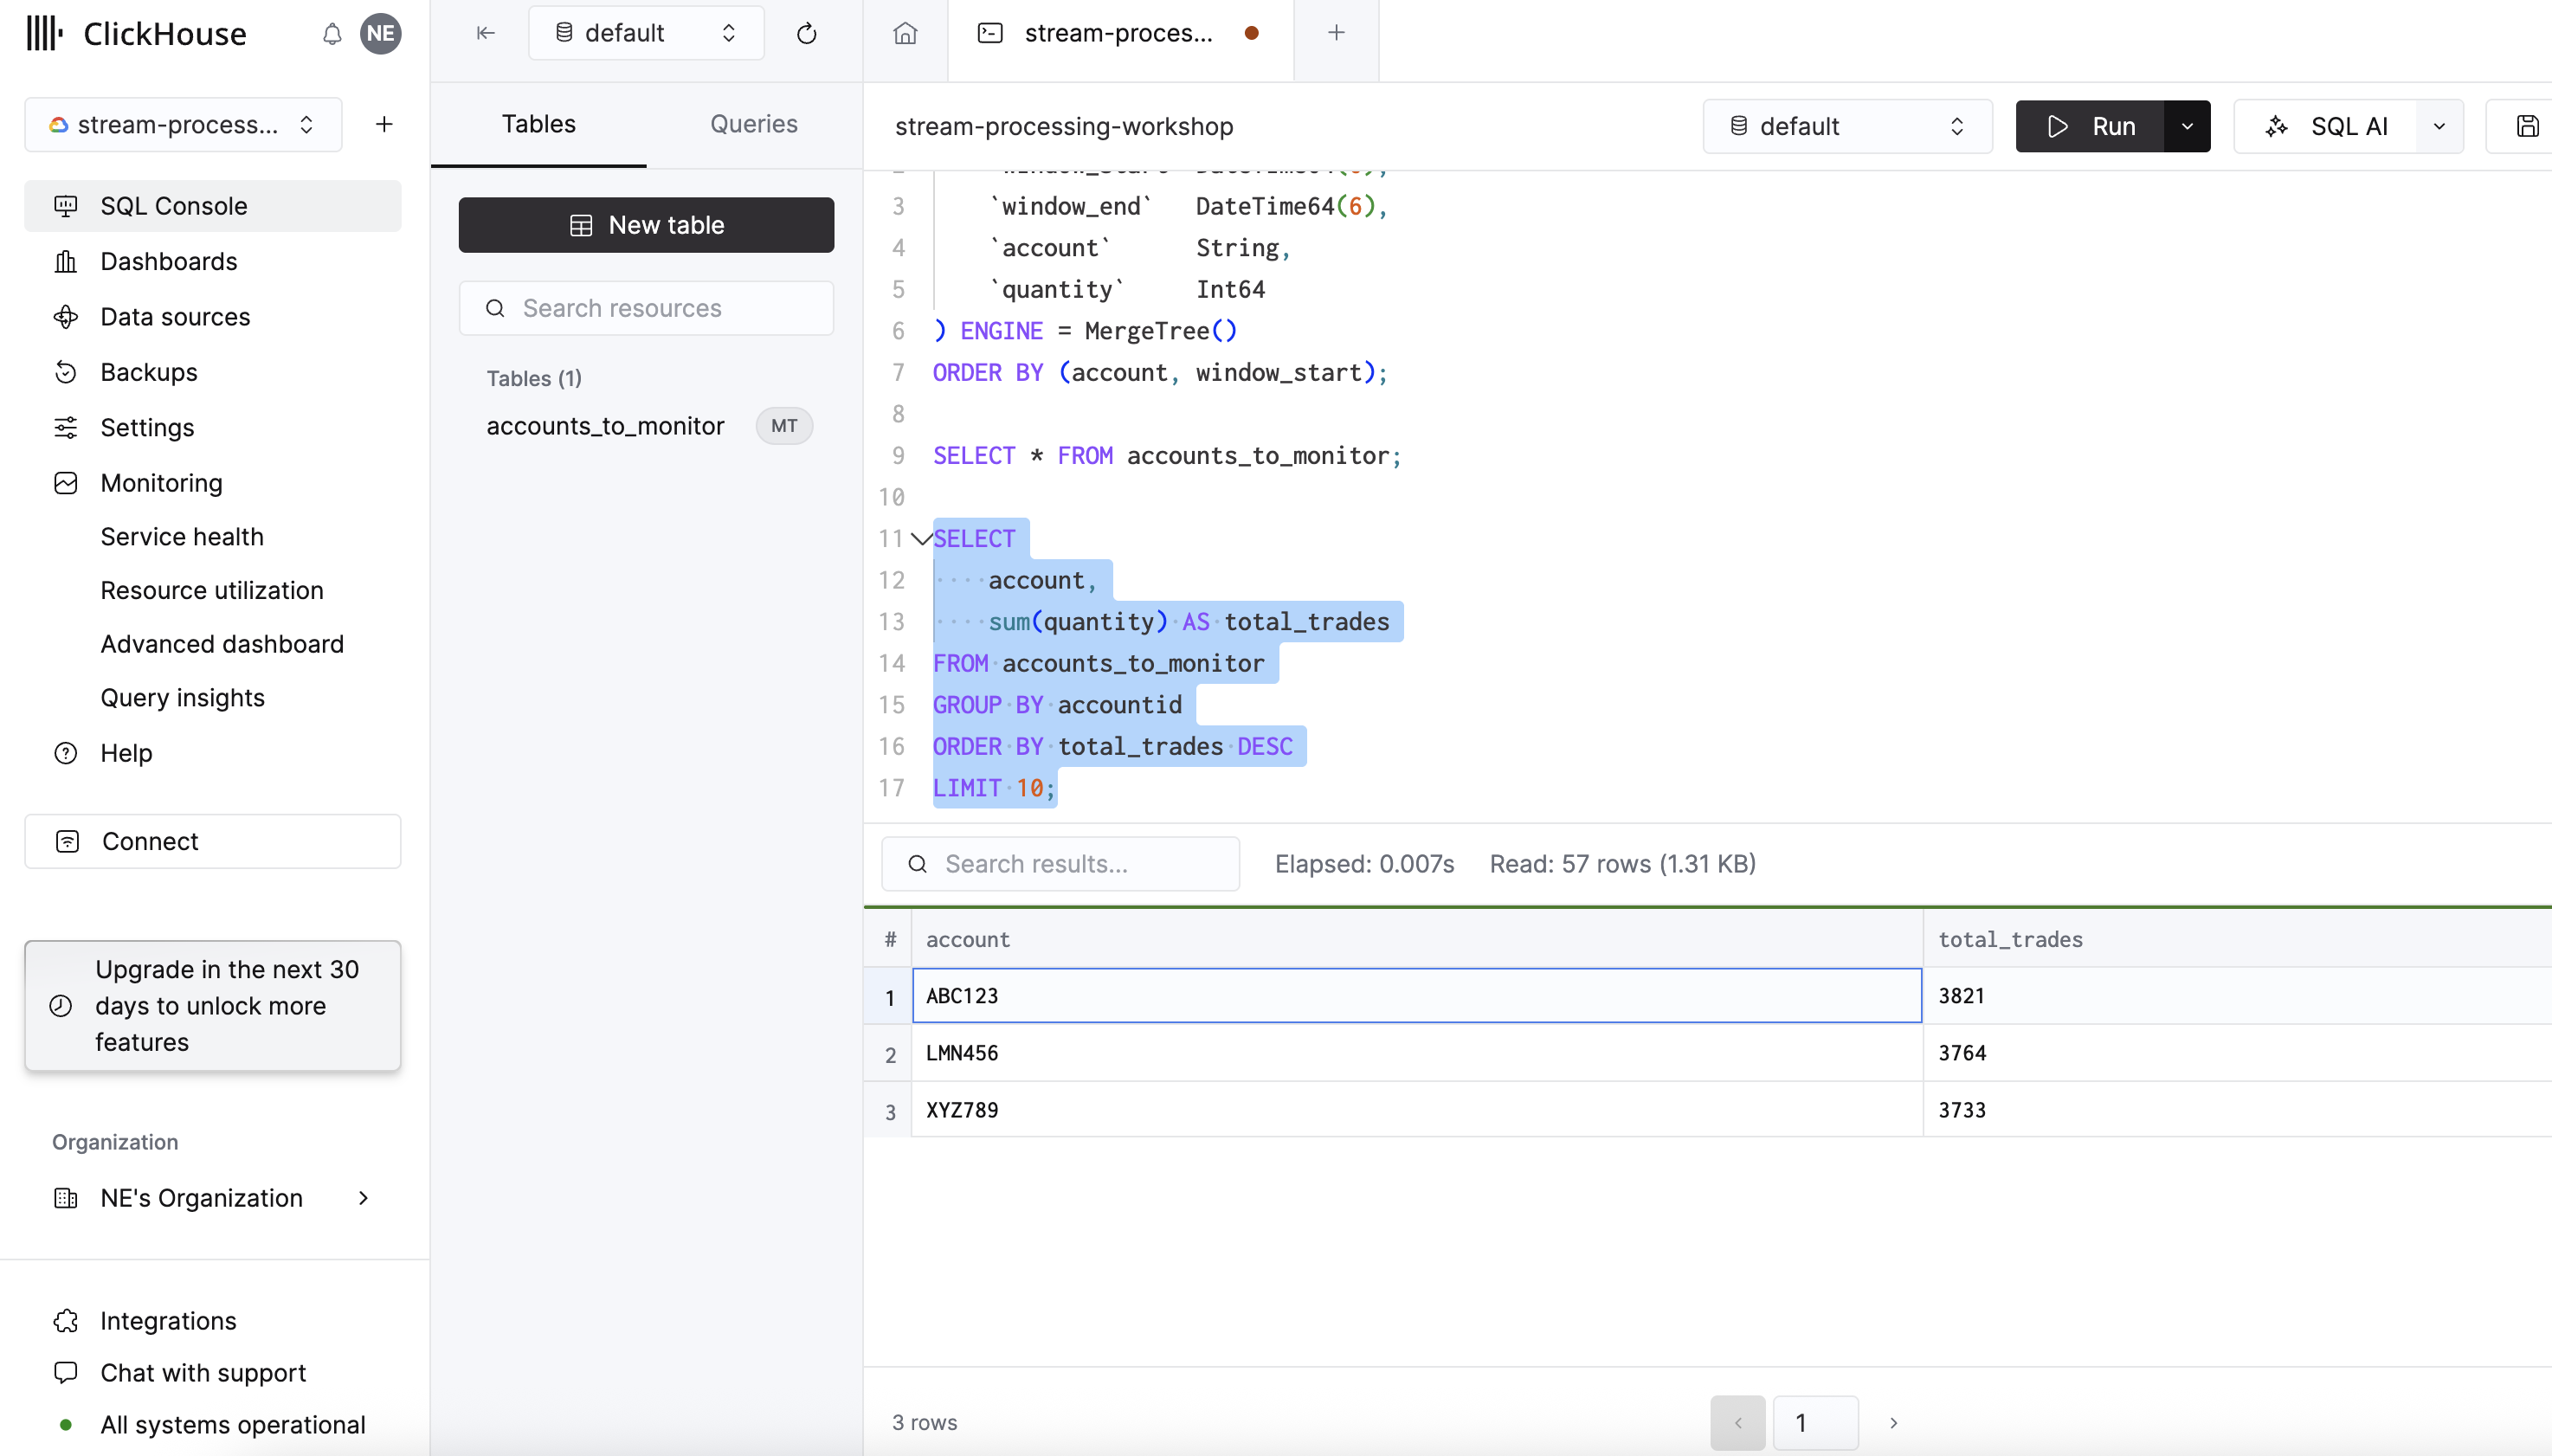 ClickHouse
NE
stream-process...
SQL Console
Dashboards
Data sources
Backups
Settings
Monitoring
Service health
Resource utilization
Advanced dashboard
Query insights
Help
Connect
Upgrade in the next 30
days to unlock more
features
Organization
NE's Organization
Integrations
Chat with support
All systems operational
default
Tables
Queries
New table
Search resources
Tables (1)
accounts_to_monitor MT
stream-proces...
stream-processing-workshop
default
Run
SQL AI
3 `window_end` DateTime64(6),
4 `account` String,
5 `quantity` Int64
6 ) ENGINE = MergeTree()
7 ORDER BY (account, window_start);
8
9 SELECT * FROM accounts_to_monitor;
10
11 SELECT
12 account,
13 sum(quantity) AS total_trades
14 FROM accounts_to_monitor
15 GROUP BY accountid
16 ORDER BY total_trades DESC
17 LIMIT 10;
Search results...
Elapsed: 0.007s
Read: 57 rows (1.31 KB)
# account total_trades
1 ABC123 3821
2 LMN456 3764
3 XYZ789 3733
3 rows
1